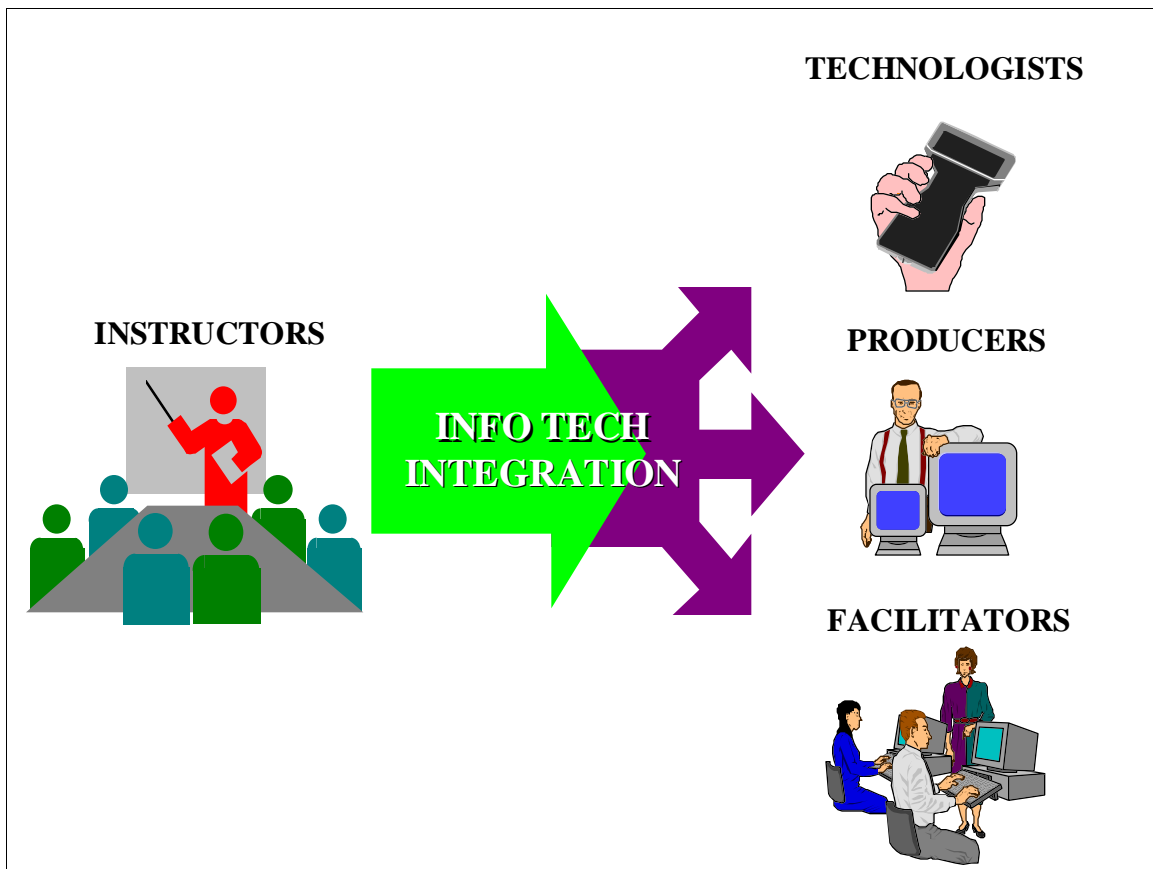 TECHNOLOGISTS
INSTRUCTORS
PRODUCERS
INFO TECH
INTEGRATION
FACILITATORS